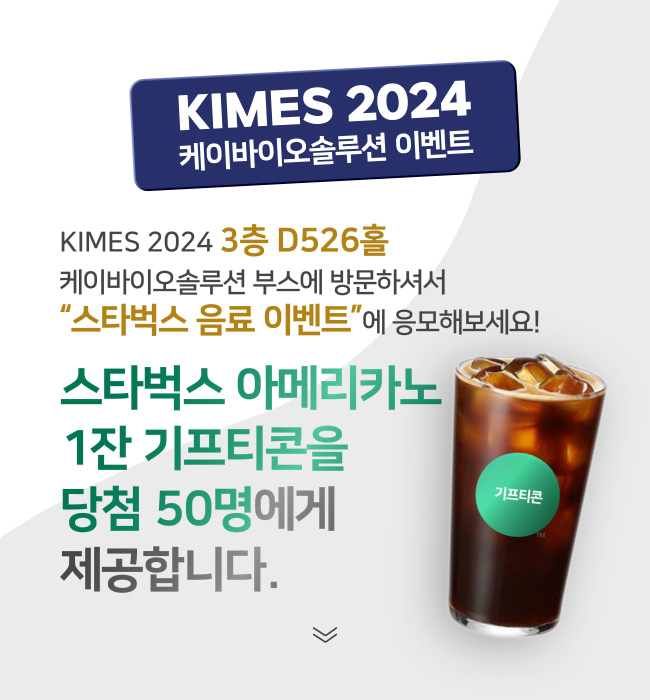 KIMES 2024
케이바이오솔루션 이벤트
KIMES 2024 3층 D526홀
케이바이오솔루션 부스에 방문하셔서
“스타벅스 음료 이벤트”에 응모해보세요!
스타벅스 아메리카노
1잔 기프티콘을
당첨 50명에게
제공합니다.
기프티콘
TM